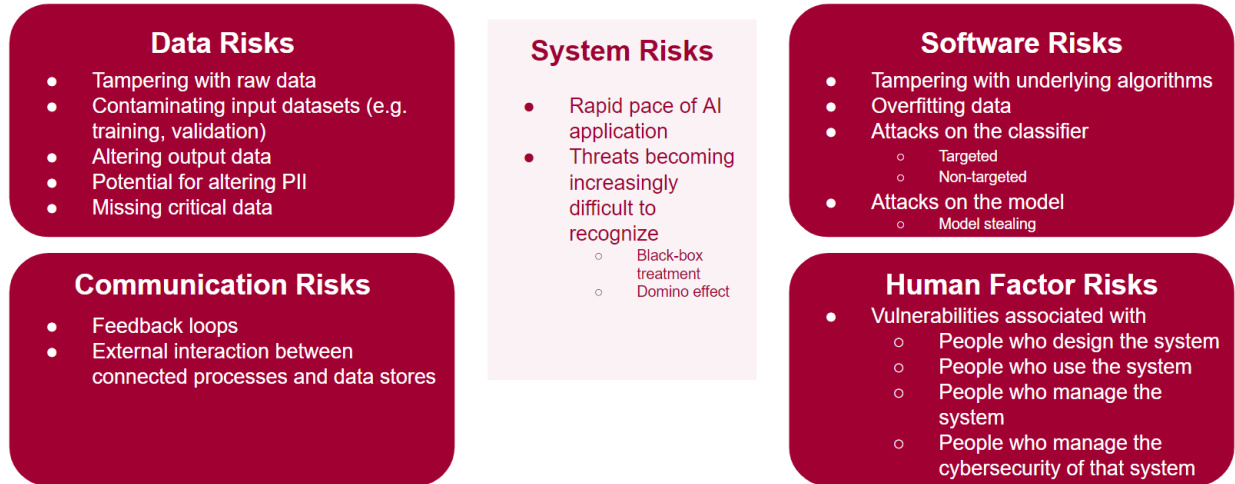 Data Risks
● Tampering with raw data
● Contaminating input datasets (e.g.
training, validation)
● Altering output data
● Potential for altering PII
● Missing critical data
Communication Risks
● Feedback loops
● External interaction between
connected processes and data stores
System Risks
● Rapid pace of AI
application
● Threats becoming
increasingly
difficult to
recognize
○ Black-box
treatment
○ Domino effect
Software Risks
● Tampering with underlying algorithms
● Overfitting data
● Attacks on the classifier
○ Targeted
○ Non-targeted
● Attacks on the model
○ Model stealing
Human Factor Risks
● Vulnerabilities associated with
○ People who design the system
○ People who use the system
○ People who manage the
system
○ People who manage the
cybersecurity of that system